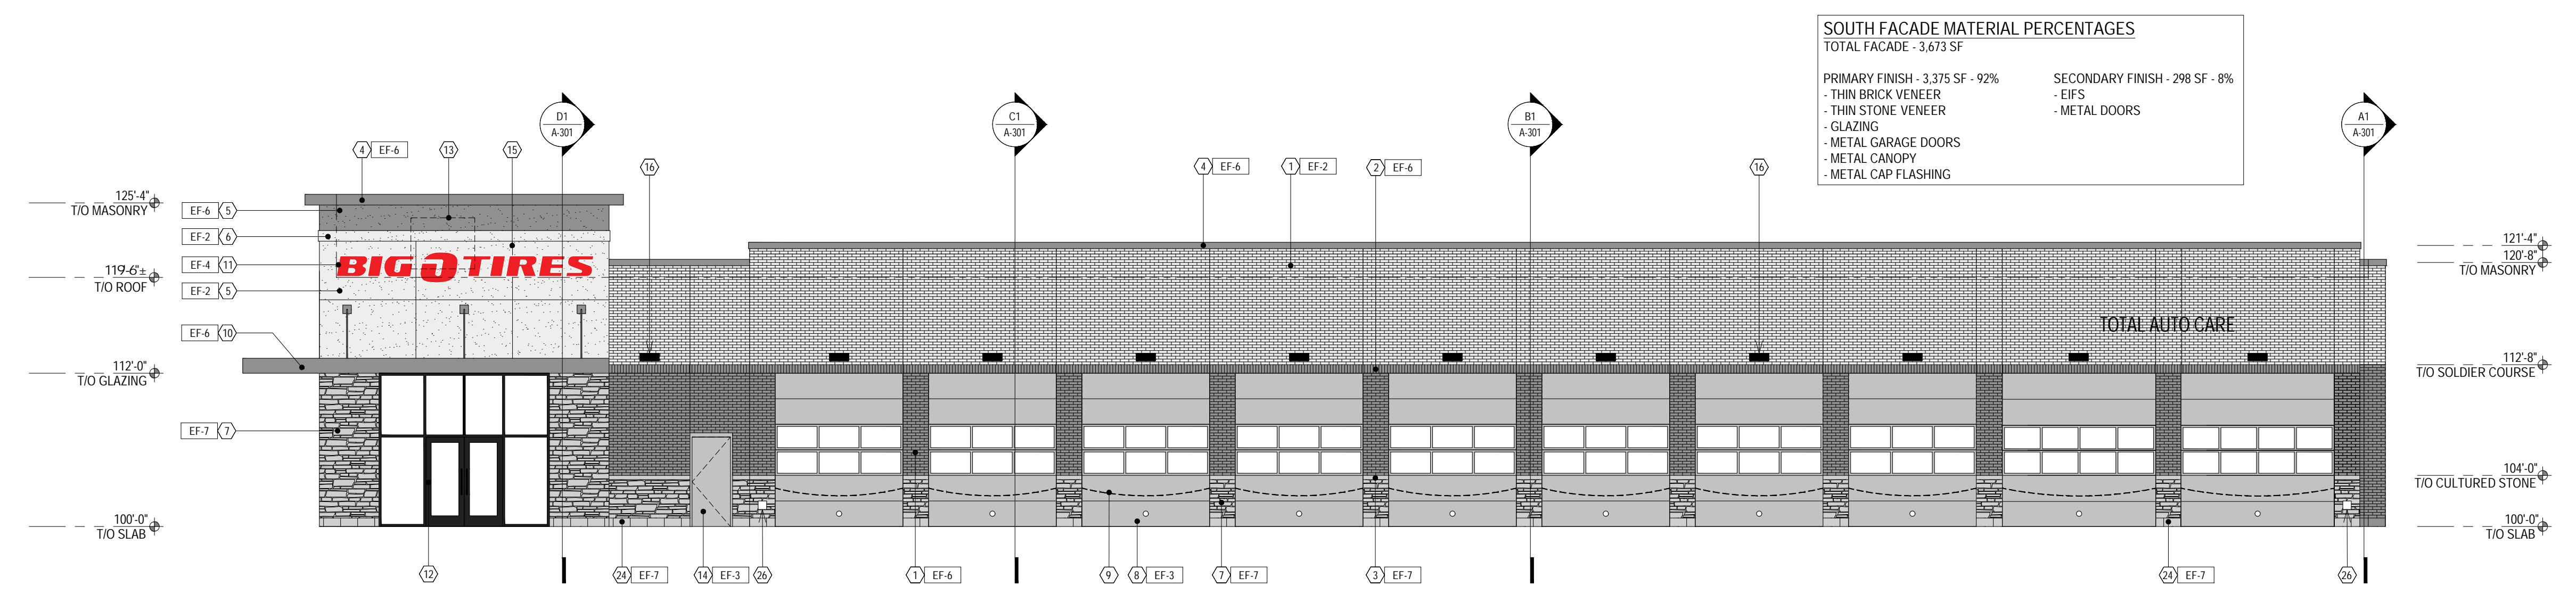 SOUTH FACADE MATERIAL PERCENTAGES
TOTAL FACADE - 3,673 SF
PRIMARY FINISH - 3,375 SF - 92%
- THIN BRICK VENEER
- THIN STONE VENEER
- GLAZING
- METAL GARAGE DOORS
- METAL CANOPY
- METAL CAP FLASHING
SECONDARY FINISH - 298 SF - 8%
- EIFS
- METAL DOORS
D1
A-301
C1
A-301
B1
A-301
A1
A-301
4 EF-6
13
15
16
4 EF-6
1 EF-2
2 EF-6
16
125'-4"
T/O MASONRY
119'-6"±
T/O ROOF
112'-0"
T/O GLAZING
100'-0"
T/O SLAB
EF-6 5
EF-2 6
EF-4 11
EF-2 5
EF-6 10
EF-7 7
BIG O TIRES
TOTAL AUTO CARE
121'-4"
120'-8"
T/O MASONRY
112'-8"
T/O SOLDIER COURSE
104'-0"
T/O CULTURED STONE
100'-0"
T/O SLAB
12
24 EF-7
14 EF-3
26
1 EF-6
9
8 EF-3
7 EF-7
3 EF-7
24 EF-7
26